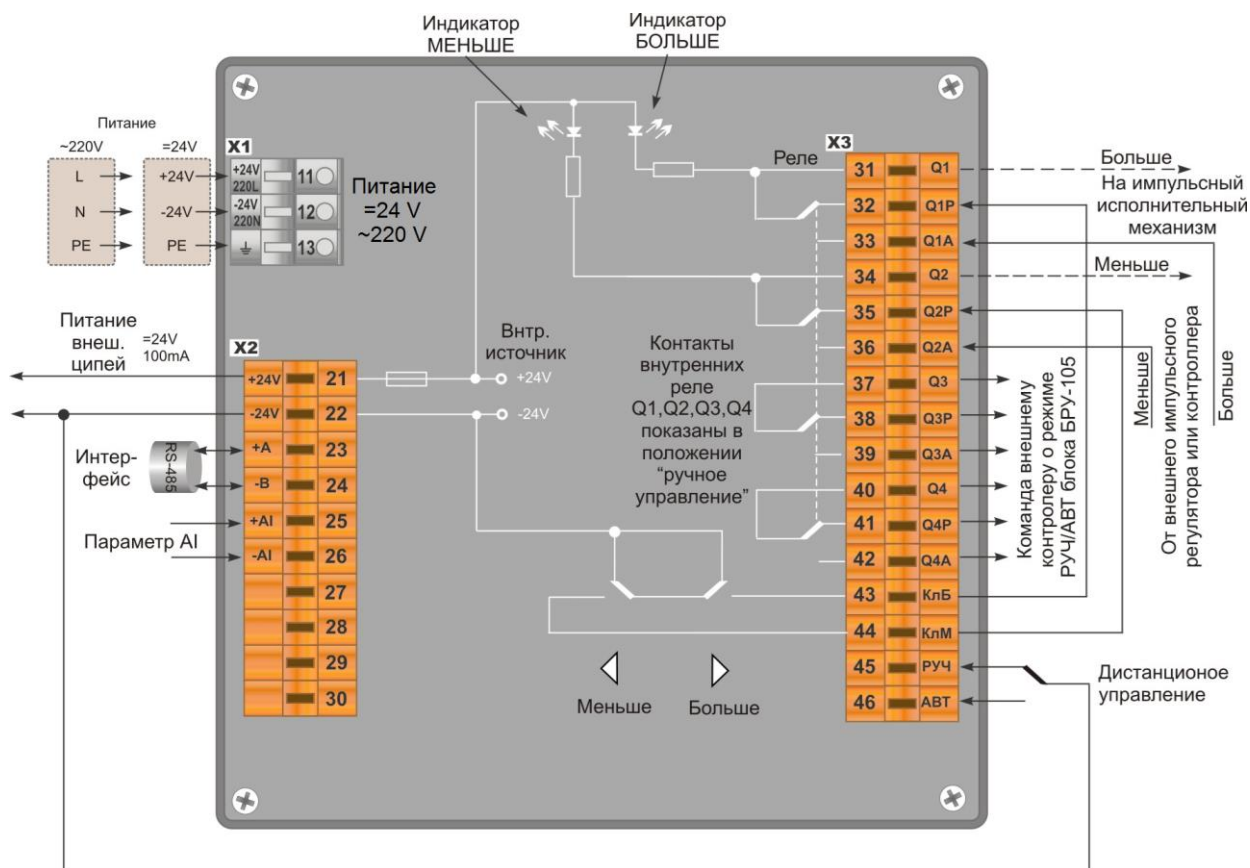 Индикатор
МЕНЬШЕ
Индикатор
БОЛЬШЕ
Питание
~220V
=24V
L
+24V
N
-24V
PE
PE
X1
+24V
220L
11
-24V
220N
12
13
Питание
=24 V
~220 V
Питание
внеш.
ципей
=24V
100mA
X2
+24V
21
-24V
22
+A
23
-B
24
+AI
25
-AI
26
27
28
29
30
Интер-
фейс
RS-485
Параметр AI
Внтр.
источник
+24V
-24V
Контакты
внутренних
реле
Q1,Q2,Q3,Q4
показаны в
положении
“ручное
управление”
Меньше
Больше
Реле
X3
31
Q1
32
Q1P
33
Q1A
34
Q2
35
Q2P
36
Q2A
37
Q3
38
Q3P
39
Q3A
40
Q4
41
Q4P
42
Q4A
43
КлБ
44
КлМ
45
РУЧ
46
АВТ
Больше
На импульсный
исполнительный
механизм
Меньше
Команда внешнему
контролеру о режиме
РУЧ/АВТ блока БРУ-105
Меньше
От внешнего импульсного
регулятора или контроллера
Больше
Дистанционое
управление